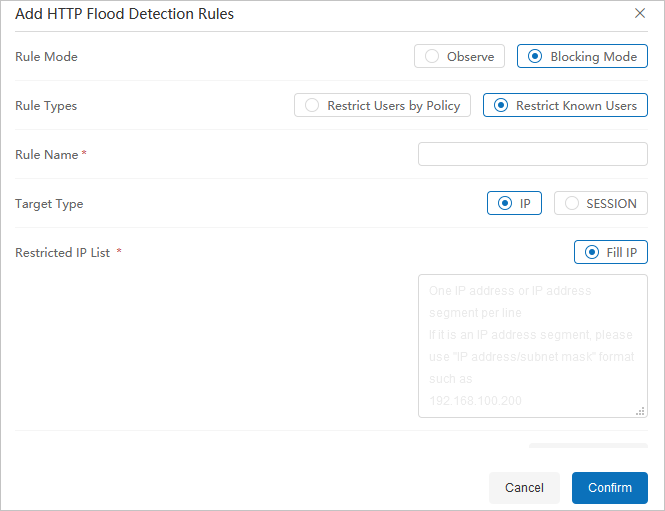 Add HTTP Flood Detection Rules
Rule Mode
Observe
Blocking Mode
Rule Types
Restrict Users by Policy
Restrict Known Users
Rule Name *
Target Type
IP
SESSION
Restricted IP List *
Fill IP
One IP address or IP address
segment per line
If it is an IP address segment, please
use "IP address/subnet mask" format
such as
192.168.100.200
Cancel
Confirm